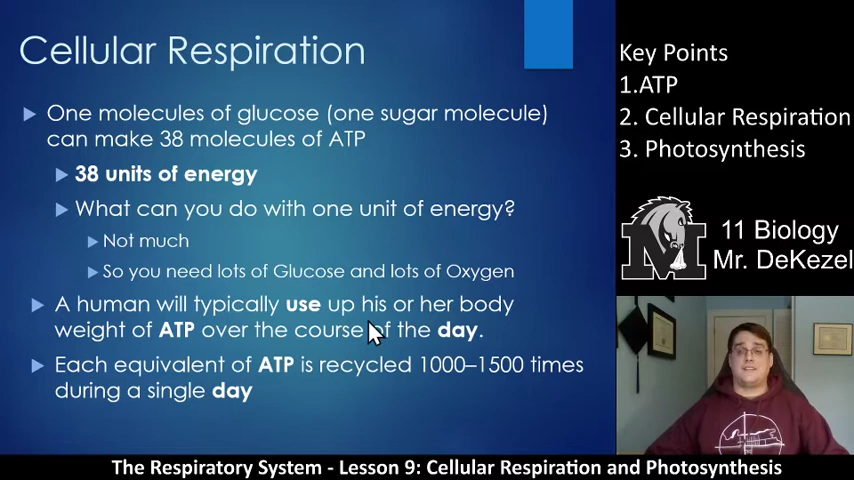 Cellular Respiration
One molecules of glucose (one sugar molecule)
can make 38 molecules of ATP
38 units of energy
What can you do with one unit of energy?
Not much
So you need lots of Glucose and lots of Oxygen
A human will typically use up his or her body
weight of ATP over the course of the day.
Each equivalent of ATP is recycled 1000–1500 times
during a single day
Key Points
1.ATP
2. Cellular Respiration
3. Photosynthesis
M
11 Biology
Mr. DeKezel
The Respiratory System - Lesson 9: Cellular Respiration and Photosynthesis